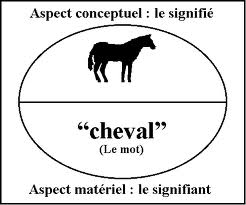 Aspect conceptuel : le signifié
“cheval”
(Le mot)
Aspect matériel : le signifiant